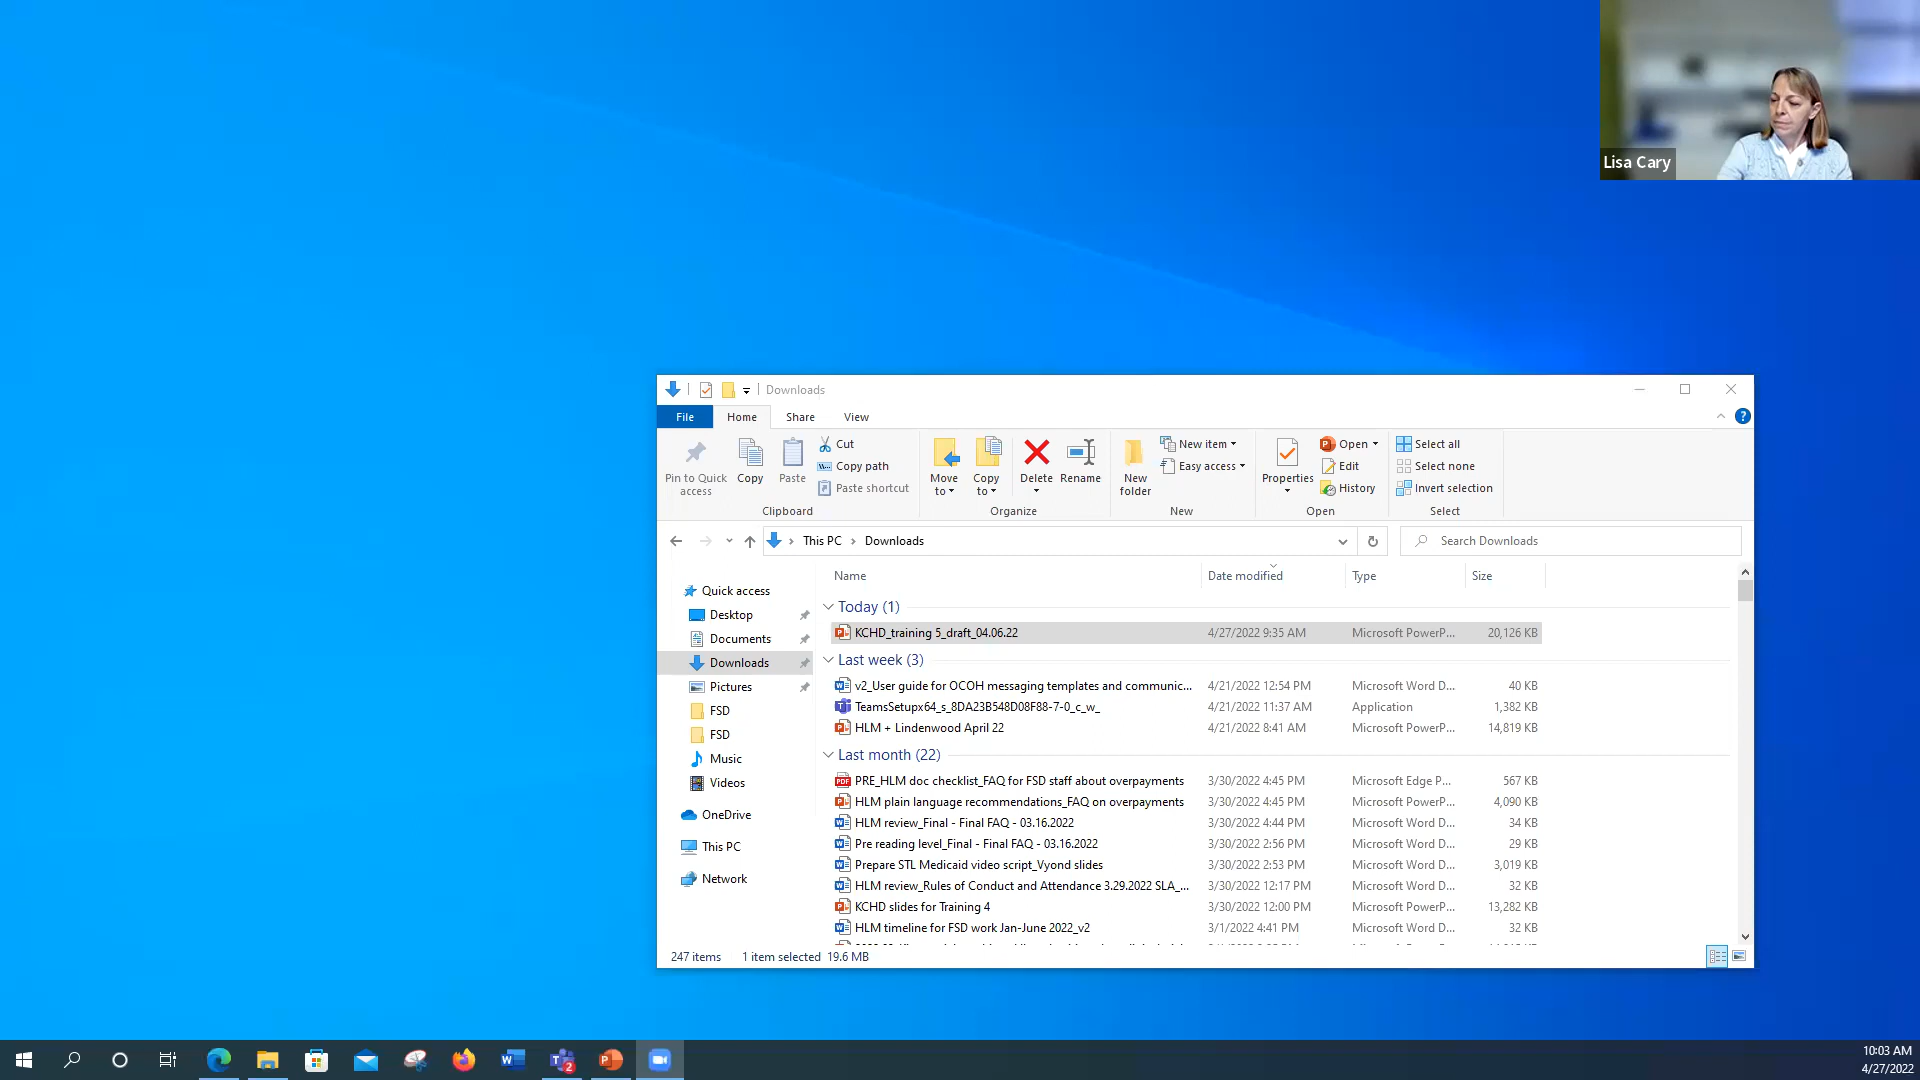 Lisa Cary
Downloads
File Home Share View
Pin to Quick access
Copy
Paste
Cut
Copy path
Paste shortcut
Clipboard
Move to
Copy to
Delete
Rename
Organize
New folder
New item
Easy access
New
Properties
Open
Edit
History
Open
Select all
Select none
Invert selection
Select
This PC > Downloads
Search Downloads
Quick access
Desktop
Documents
Downloads
Pictures
FSD
FSD
Music
Videos
OneDrive
This PC
Network
Name Date modified Type Size
Today (1)
KCHD_training 5_draft_04.06.22 4/27/2022 9:35 AM Microsoft PowerP... 20,126 KB
Last week (3)
v2_User guide for OCOH messaging templates and communic... 4/21/2022 12:54 PM Microsoft Word D... 40 KB
TeamsSetupx64_s_8DA23B548D08F88-7-0_c_w_ 4/21/2022 11:37 AM Application 1,382 KB
HLM + Lindenwood April 22 4/21/2022 8:41 AM Microsoft PowerP... 14,819 KB
Last month (22)
PRE_HLM doc checklist_FAQ for FSD staff about overpayments 3/30/2022 4:45 PM Microsoft Edge P... 567 KB
HLM plain language recommendations_FAQ on overpayments 3/30/2022 4:45 PM Microsoft PowerP... 4,090 KB
HLM review_Final - Final FAQ - 03.16.2022 3/30/2022 4:44 PM Microsoft Word D... 34 KB
Pre reading level_Final - Final FAQ - 03.16.2022 3/30/2022 2:56 PM Microsoft Word D... 29 KB
Prepare STL Medicaid video script_Vyond slides 3/30/2022 2:53 PM Microsoft Word D... 3,019 KB
HLM review_Rules of Conduct and Attendance 3.29.2022 SLA_... 3/30/2022 12:17 PM Microsoft Word D... 32 KB
KCHD slides for Training 4 3/30/2022 12:00 PM Microsoft PowerP... 13,282 KB
HLM timeline for FSD work Jan-June 2022_v2 3/1/2022 4:41 PM Microsoft Word D... 32 KB
247 items 1 item selected 19.6 MB
10:03 AM
4/27/2022